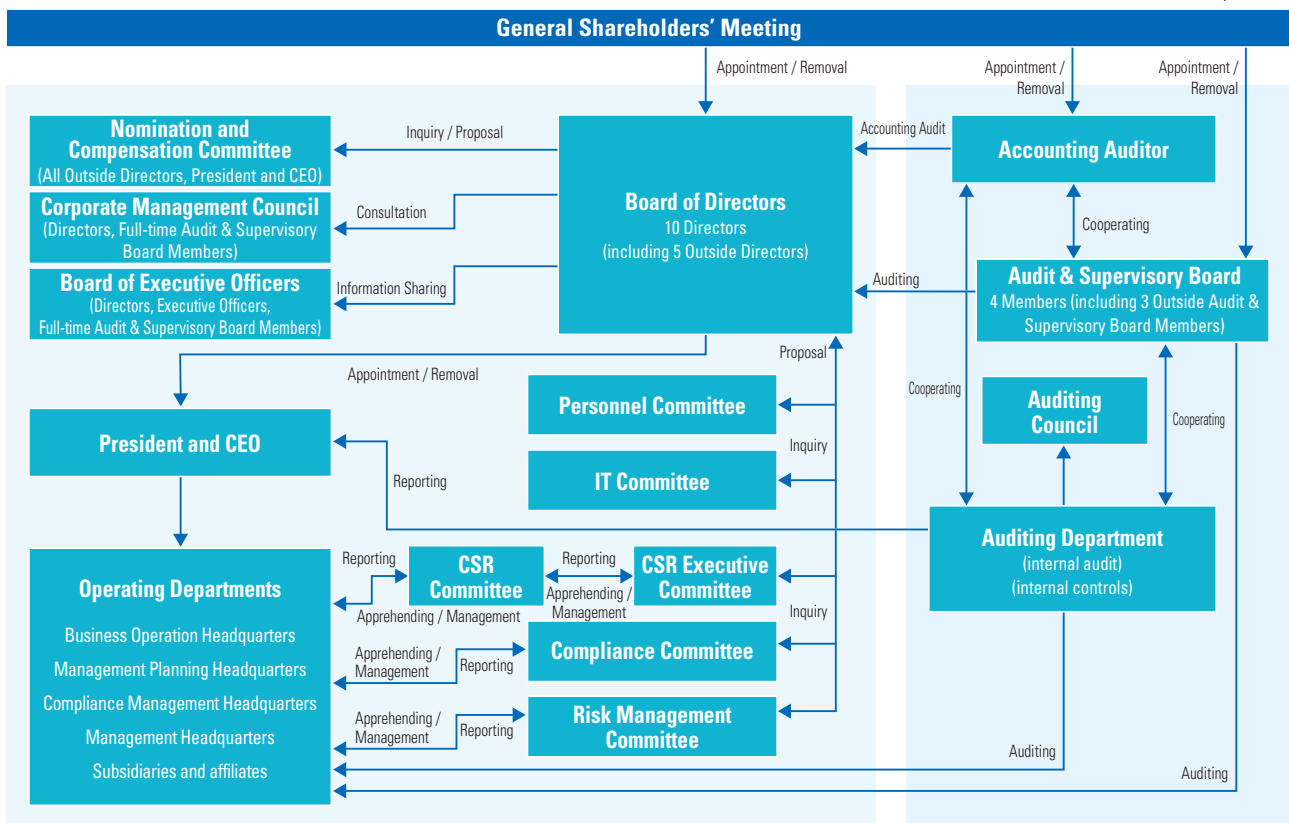 General Shareholders' Meeting
Appointment / Removal
Appointment /
Removal
Appointment /
Removal
Nomination and
Compensation Committee
(All Outside Directors, President and CEO)
Inquiry / Proposal
Corporate Management Council
(Directors, Full-time Audit & Supervisory
Board Members)
Consultation
Board of Executive Officers
(Directors, Executive Officers,
Full-time Audit & Supervisory Board Members)
Information Sharing
Board of Directors
10 Directors
(including 5 Outside Directors)
Accounting Audit
Accounting Auditor
Cooperating
Auditing
Audit & Supervisory Board
4 Members (including 3 Outside Audit &
Supervisory Board Members)
Proposal
Appointment / Removal
Personnel Committee
Cooperating
Auditing
Council
Cooperating
President and CEO
Inquiry
Reporting
IT Committee
Auditing Department
(internal audit)
(internal controls)
Operating Departments
Business Operation Headquarters
Management Planning Headquarters
Compliance Management Headquarters
Management Headquarters
Subsidiaries and affiliates
Reporting
CSR
Committee
Reporting
CSR Executive
Committee
Apprehending / Management
Apprehending /
Management
Inquiry
Apprehending /
Management
Reporting
Compliance Committee
Apprehending /
Management
Reporting
Risk Management
Committee
Auditing
Auditing